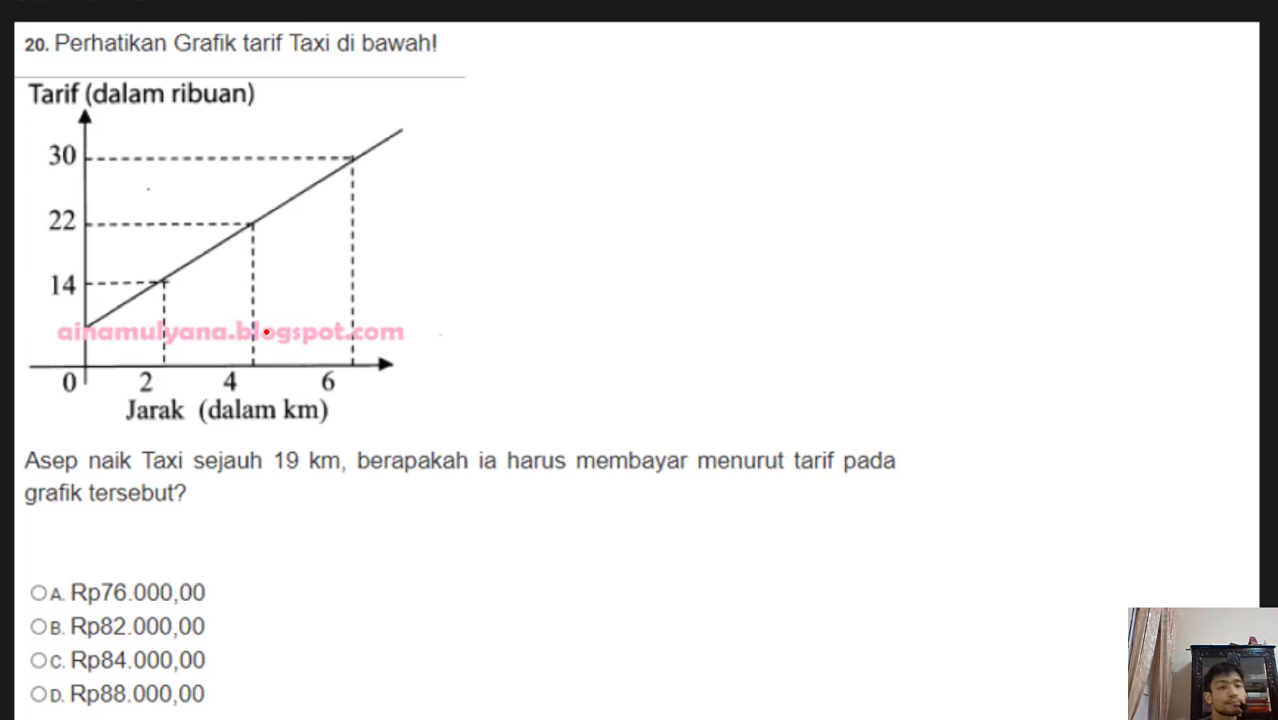 20. Perhatikan Grafik tarif Taxi di bawah!
Tarif (dalam ribuan)
30
22
14
ainamulyana.blogspot.com
0 2 4 6
Jarak (dalam km)
Asep naik Taxi sejauh 19 km, berapakah ia harus membayar menurut tarif pada
grafik tersebut?
A. Rp76.000,00
B. Rp82.000,00
C. Rp84.000,00
D. Rp88.000,00